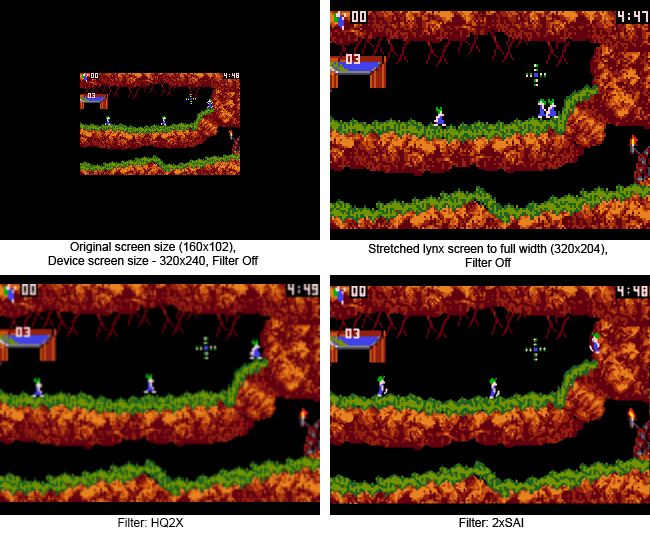 00
4:48
03
00
4:47
03
Original screen size (160x102),
Device screen size - 320x240, Filter Off
Stretched lynx screen to full width (320x204),
Filter Off
00
4:49
03
00
4:48
03
Filter: HQ2X
Filter: 2xSAI